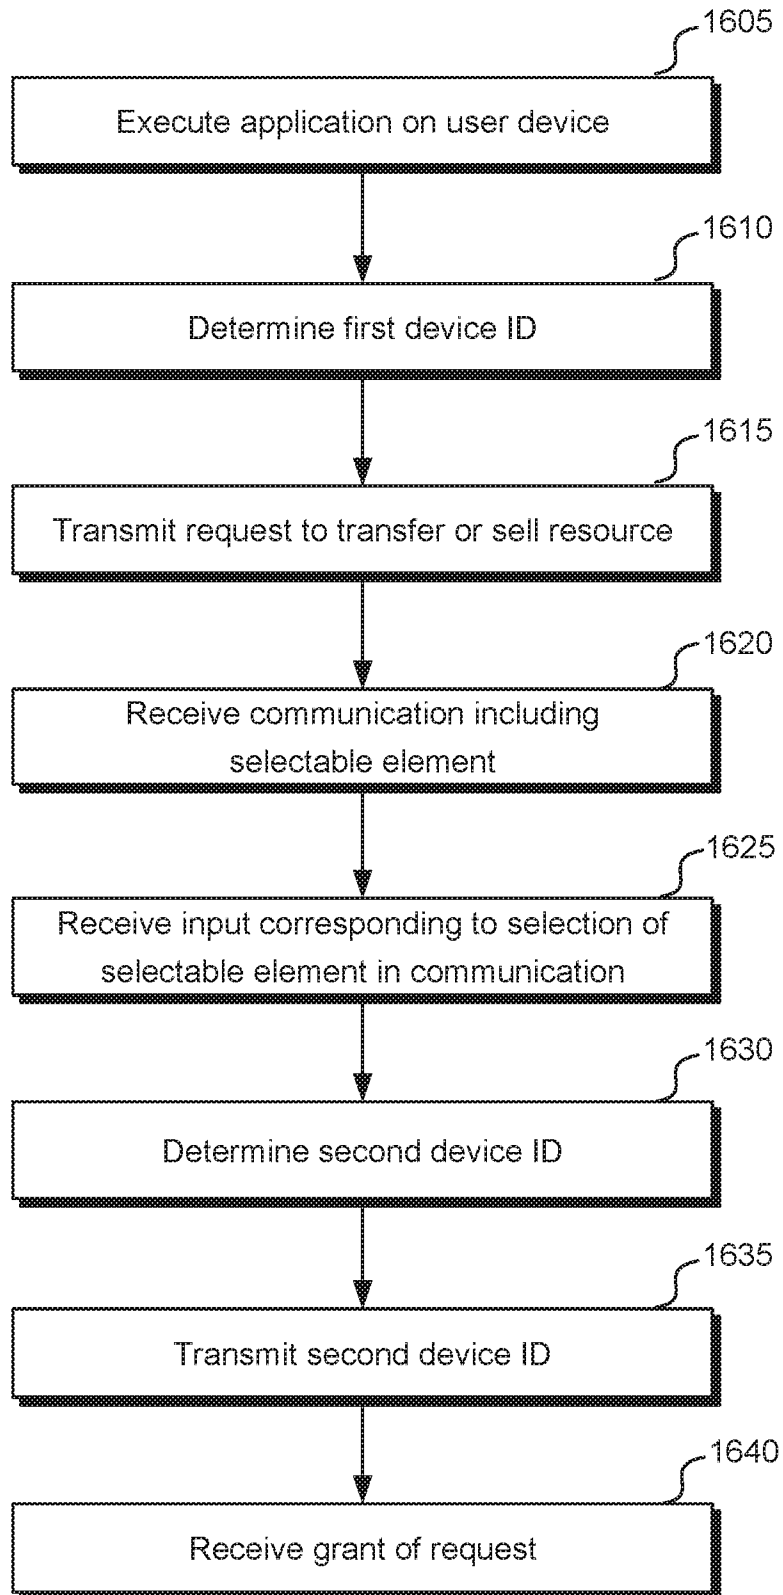 1605
Execute application on user device
1610
Determine first device ID
1615
Transmit request to transfer or sell resource
1620
Receive communication including
selectable element
1625
Receive input corresponding to selection of
selectable element in communication
1630
Determine second device ID
1635
Transmit second device ID
1640
Receive grant of request